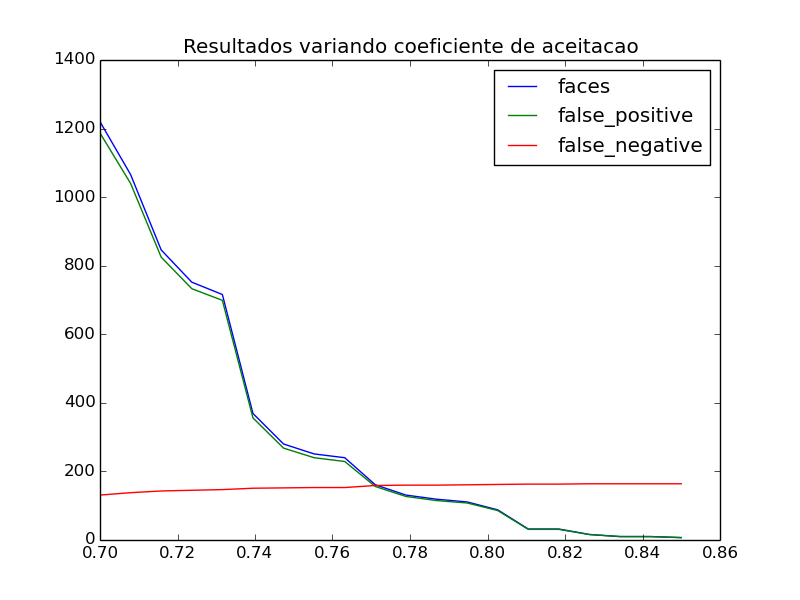 Resultados variando coeficiente de aceitacao
faces
false_positive
false_negative
1400
1200
1000
800
600
400
200
0
0.70 0.72 0.74 0.76 0.78 0.80 0.82 0.84 0.86